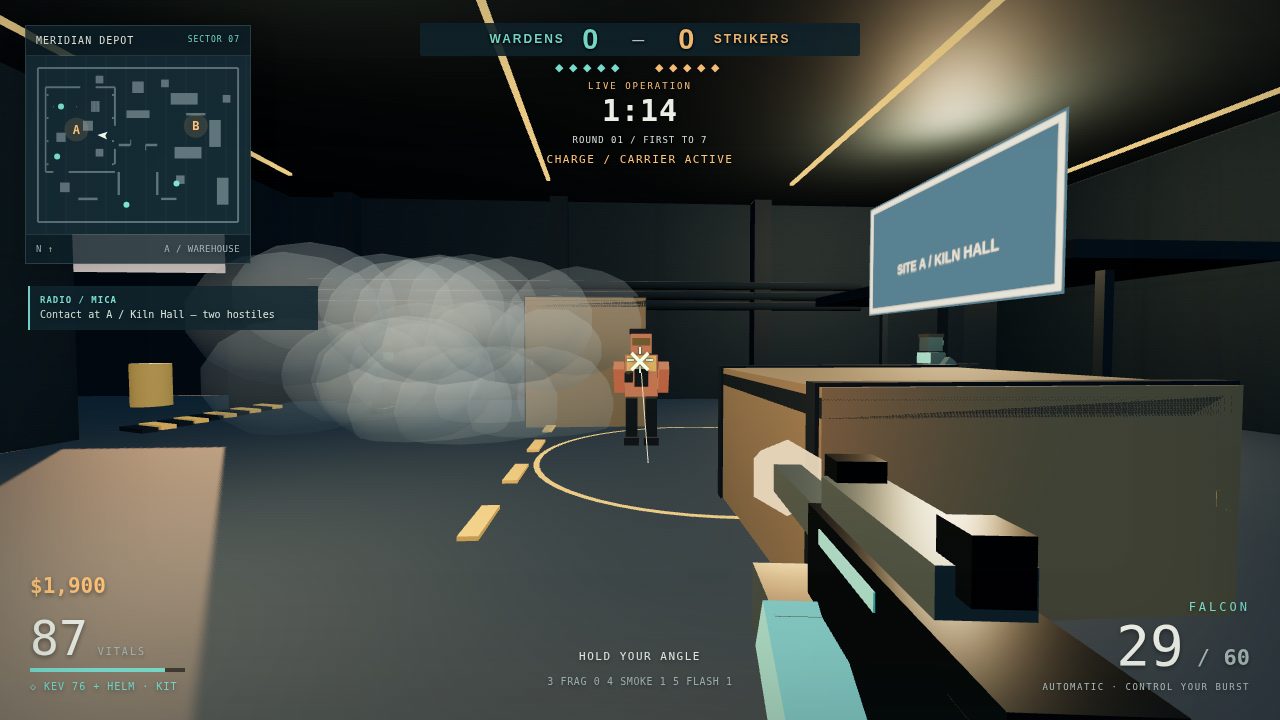 MERIDIAN DEPOT SECTOR 07
A
B
N ↑ A / WAREHOUSE
WARDENS 0 — 0 STRIKERS
LIVE OPERATION
1:14
ROUND 01 / FIRST TO 7
CHARGE / CARRIER ACTIVE
RADIO / MICA
Contact at A / Kiln Hall — two hostiles
SITE A / KILN HALL
$1,900
87 VITALS
◇ KEV 76 + HELM · KIT
HOLD YOUR ANGLE
3 FRAG 0 4 SMOKE 1 5 FLASH 1
FALCON
29 / 60
AUTOMATIC · CONTROL YOUR BURST